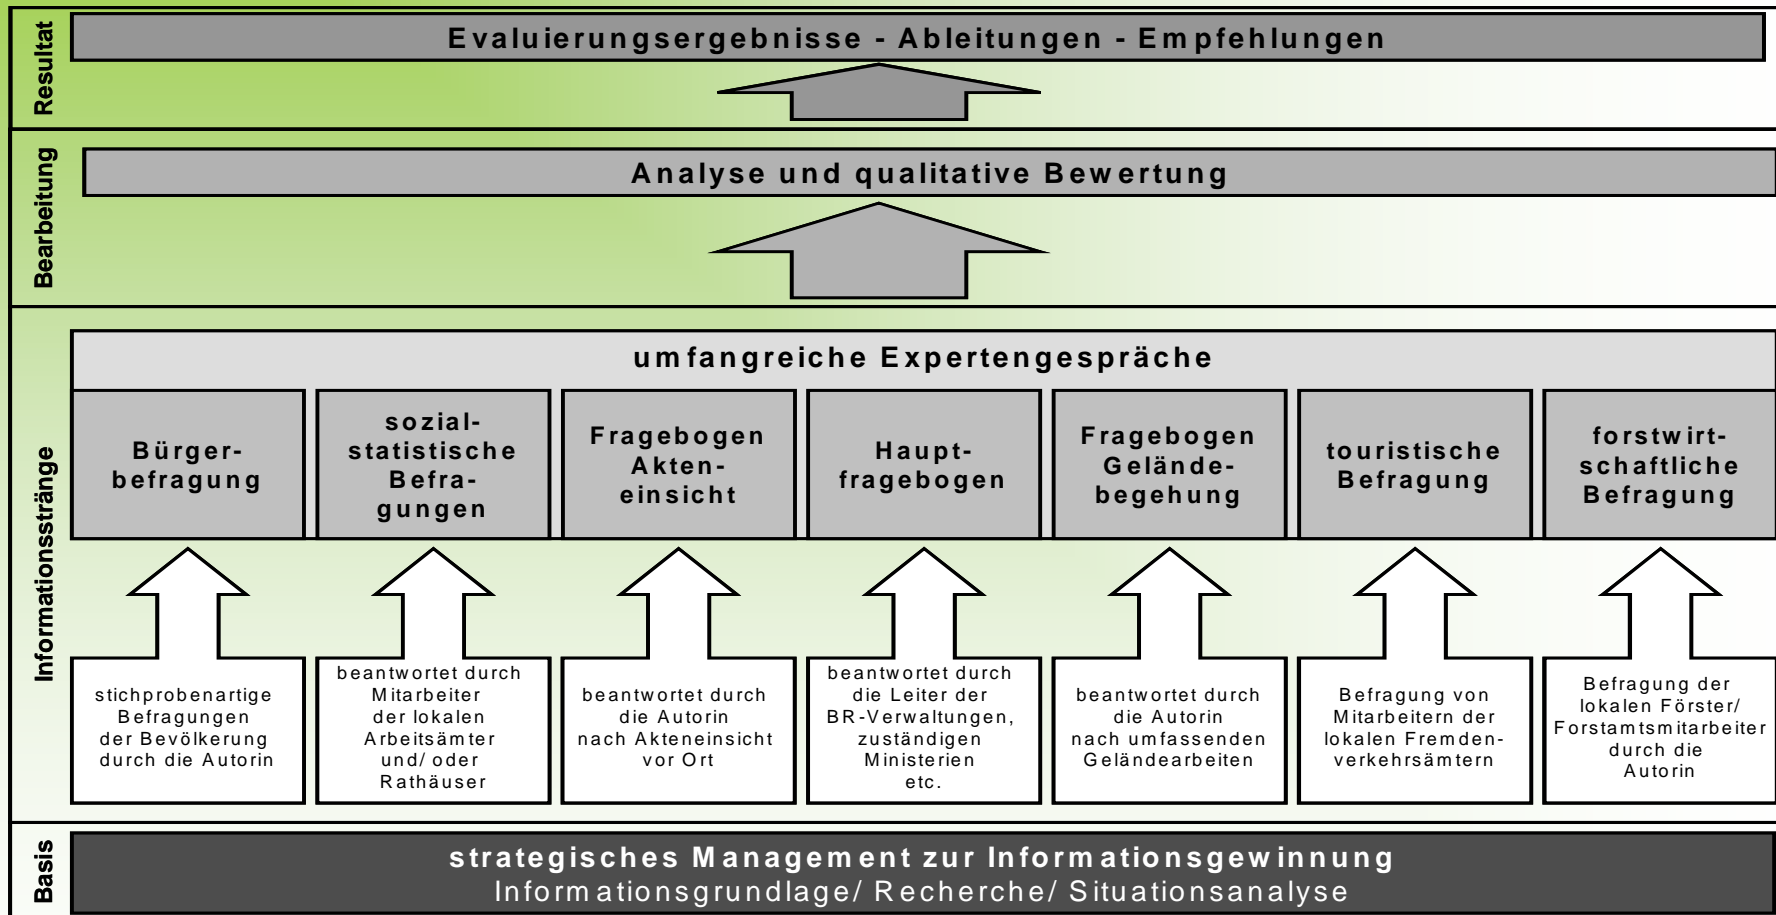 Resultat
Evaluierungsergebnisse - Ableitungen - Empfehlungen
Bearbeitung
Analyse und qualitative Bewertung
Informationsstränge
umfangreiche Expertengespräche
Bürger-
befragung
sozial-
statistische
Befra-
gungen
Fragebogen
Akten-
einsicht
Haupt-
fragebogen
Fragebogen
Gelände-
begehung
touristische
Befragung
forstwirt-
schaftliche
Befragung
stichprobenartige
Befragungen
der Bevölkerung
durch die Autorin
beantwortet durch
Mitarbeiter
der lokalen
Arbeitsämter
und/ oder
Rathäuser
beantwortet durch
die Autorin
nach Akteneinsicht
vor Ort
beantwortet durch
die Leiter der
BR-Verwaltungen,
zuständigen
Ministerien
etc.
beantwortet durch
die Autorin
nach umfassenden
Geländearbeiten
Befragung von
Mitarbeitern der
lokalen Fremden-
verkehrsämtern
Befragung der
lokalen Förster/
Forstamtsmitarbeiter
durch die
Autorin
Basis
strategisches Management zur Informationsgewinnung
Informationsgrundlage/ Recherche/ Situationsanalyse